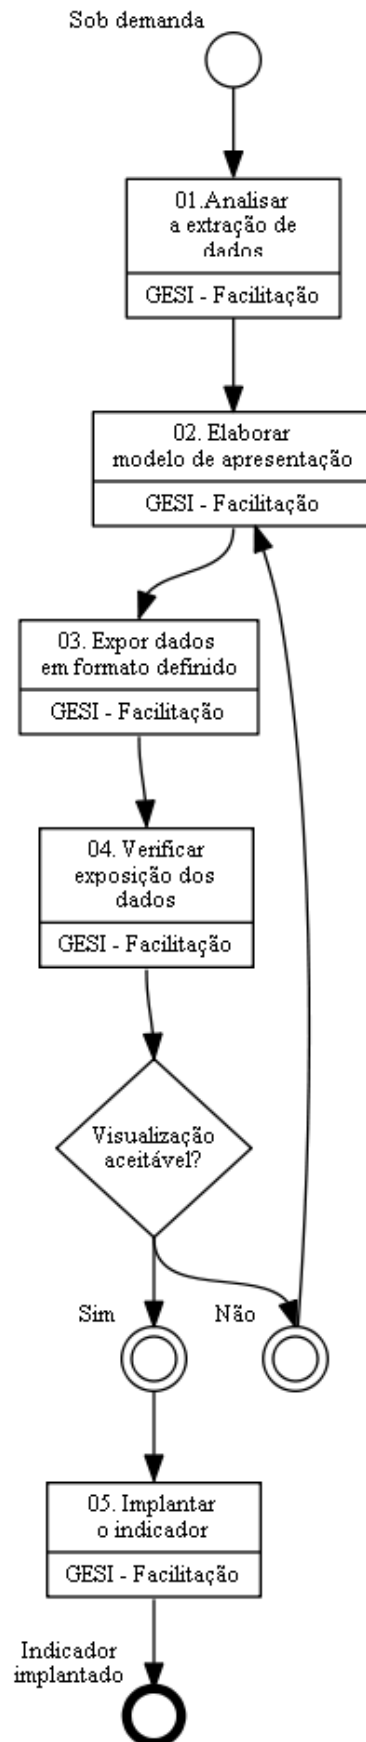 Sob demanda
01.Analisar
a extração de
dados
GESI - Facilitação
02. Elaborar
modelo de apresentação
GESI - Facilitação
03. Expor dados
em formato definido
GESI - Facilitação
04. Verificar
exposição dos
dados
GESI - Facilitação
Visualização
aceitável?
Sim
Não
05. Implantar
o indicador
GESI - Facilitação
Indicador
implantado